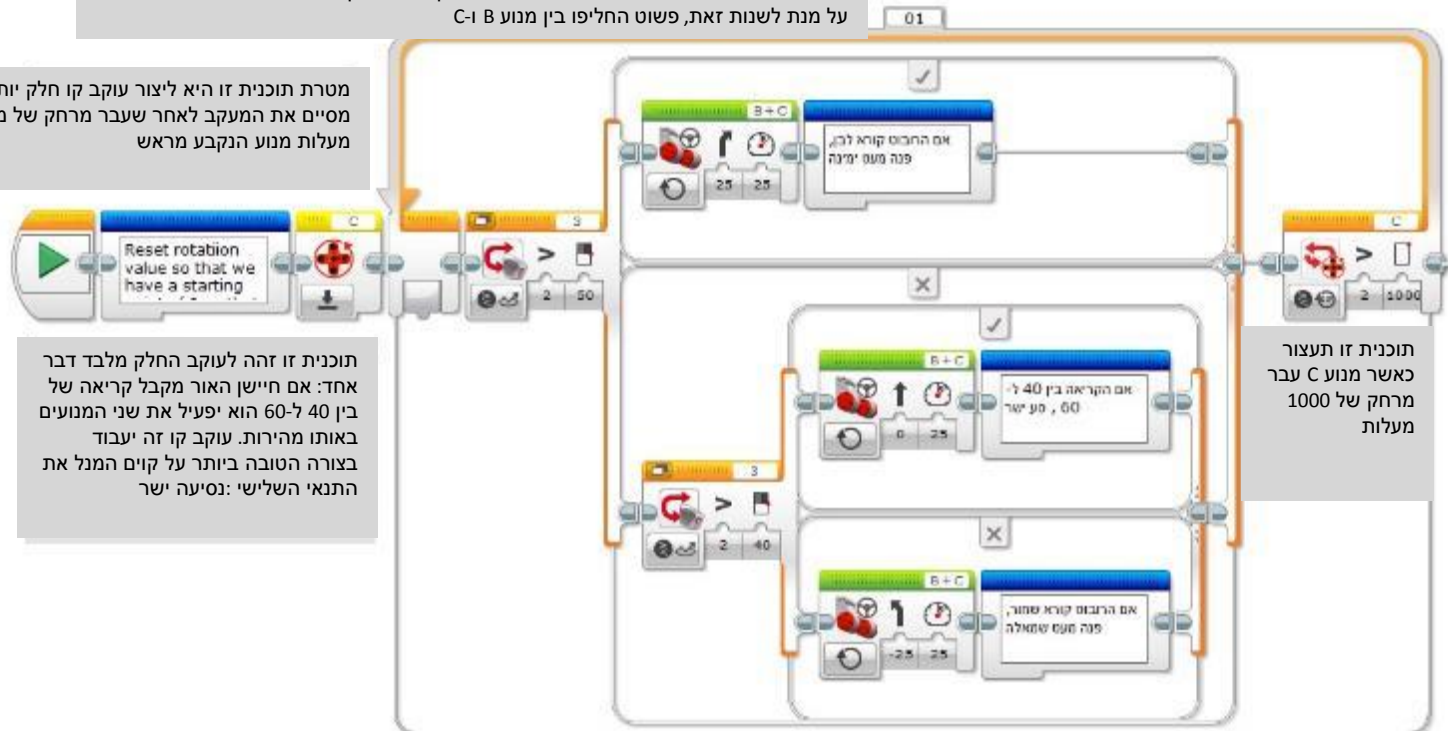 על מנת לשנות זאת, פשוט החליפו בין מנוע B ו-C
01
מטרת תוכנית זו היא ליצור עוקב קו חלק
מסיים את המעקב לאחר שעבר מרחק של
מעלות מנוע הנקבע מראש
B+C
25 25
אם הרובוט קורא לבן,
פנה מעט ימינה
Reset rotatiion
value so that we
have a starting
C
3
>
2 50
C
>
2 1000
תוכנית זו זהה לעוקב החלק מלבד דבר
אחד: אם חיישן האור מקבל קריאה של
בין 40 ל-60 הוא יפעיל את שני המנועים
באותו מהירות. עוקב קו זה יעבוד
בצורה הטובה ביותר על קוים המנל את
התנאי השלישי :נסיעה ישר
תוכנית זו תעצור
כאשר מנוע C עבר
מרחק של 1000
מעלות
B+C
0 25
אם הקריאה בין 40 ל-
60 , סע ישר
3
>
2 40
B+C
-25 25
אם הרובוט קורא שחור,
פנה מעט שמאלה